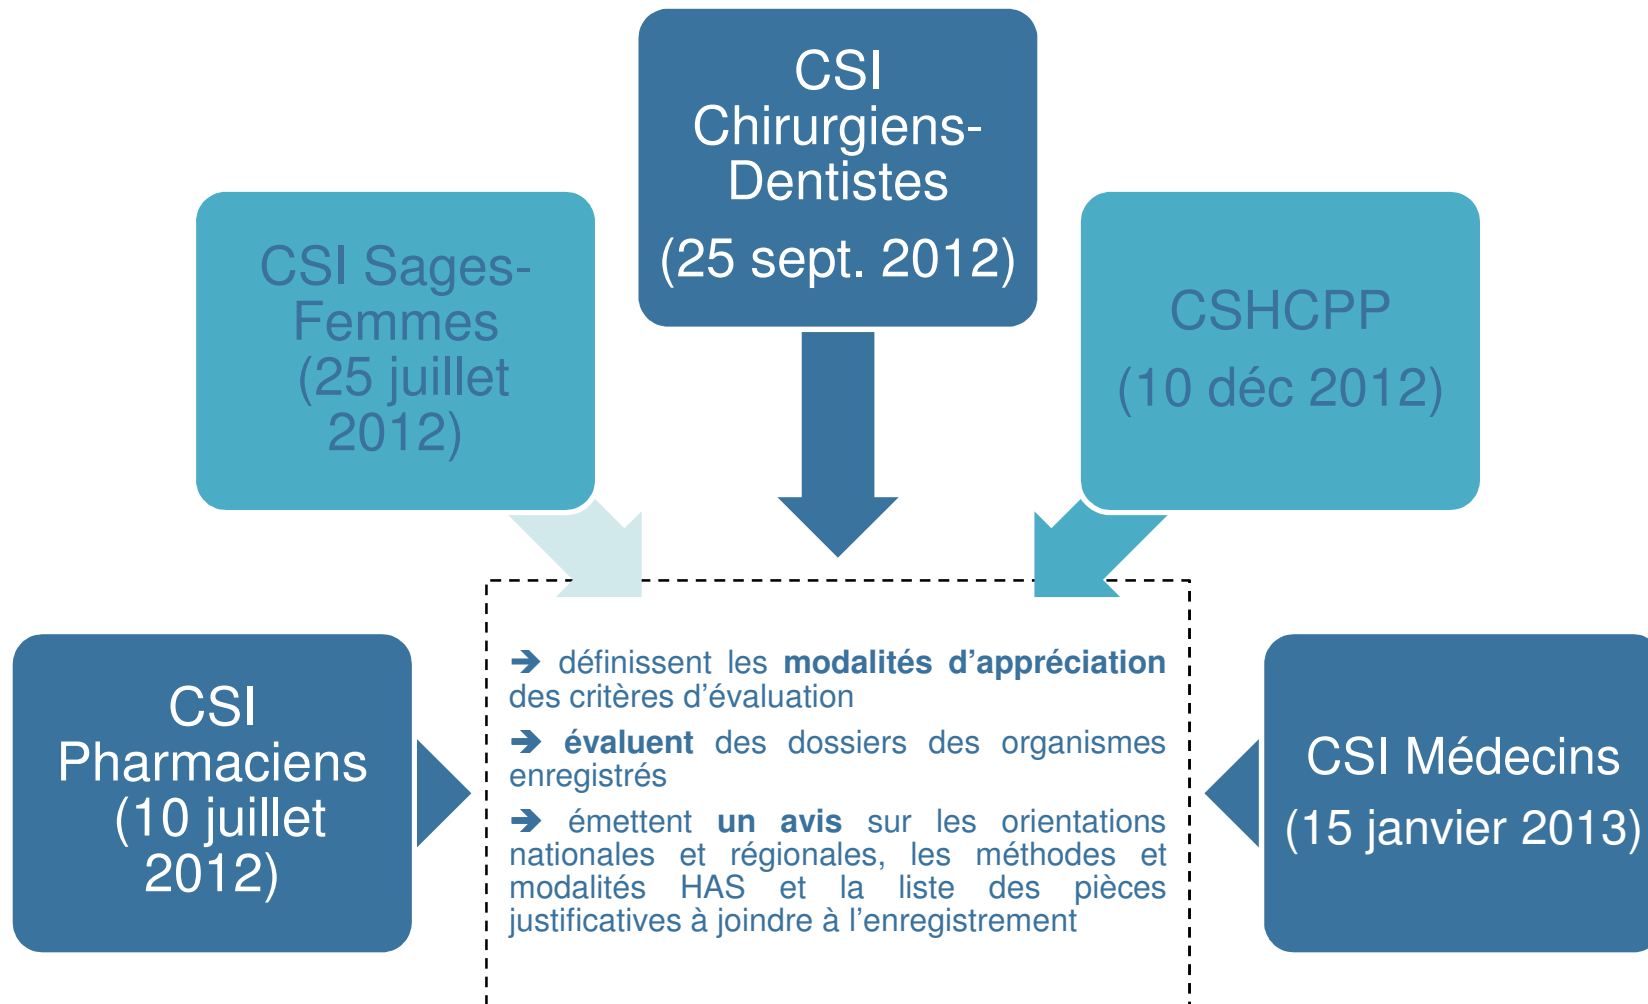 CSI
Chirurgiens-
Dentistes
(25 sept. 2012)
CSI Sages-
Femmes
(25 juillet
2012)
CSHCPP
(10 déc 2012)
CSI
Pharmaciens
(10 juillet
2012)
➔ définissent les modalités d’appréciation
des critères d’évaluation
➔ évaluent des dossiers des organismes
enregistrés
➔ émettent un avis sur les orientations
nationales et régionales, les méthodes et
modalités HAS et la liste des pièces
justificatives à joindre à l’enregistrement
CSI Médecins
(15 janvier 2013)